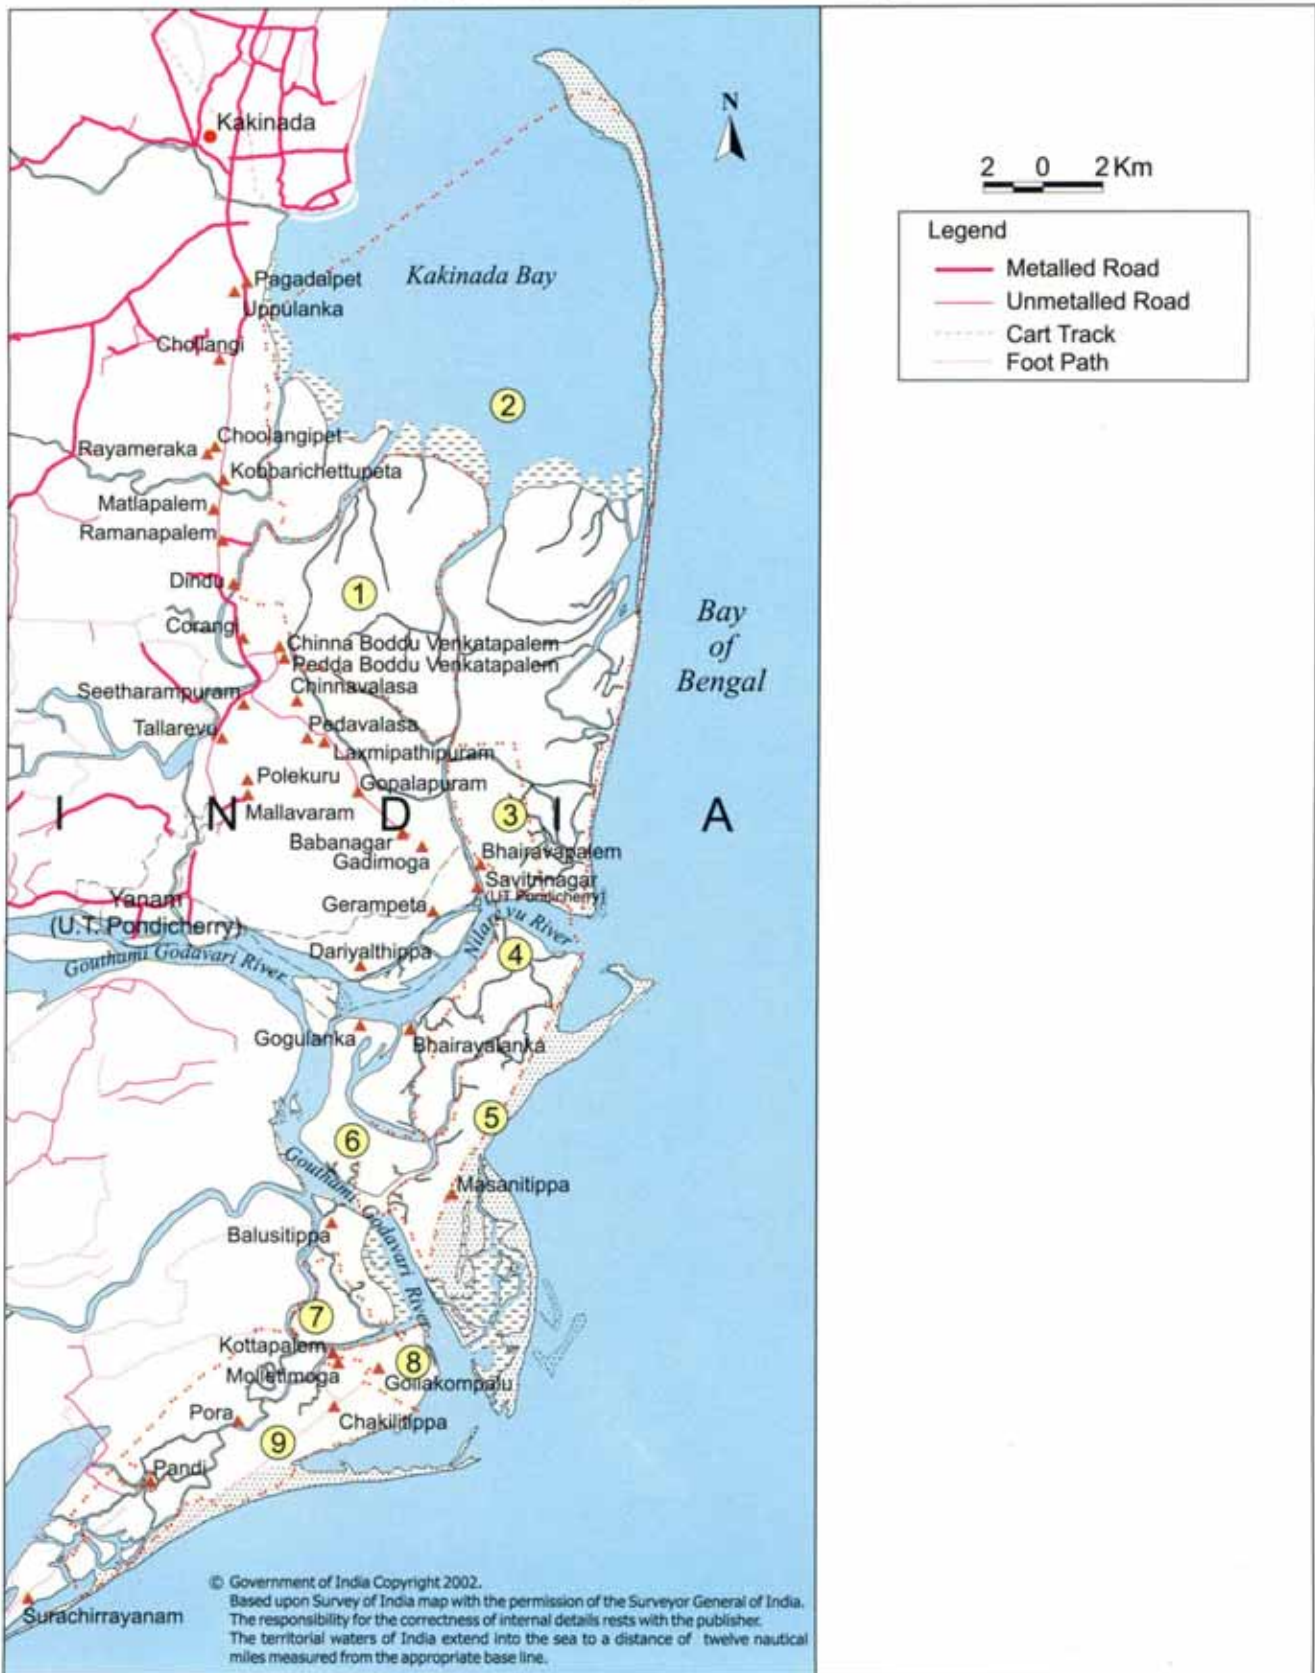 N
Kakinada
2 0 2 Km
Legend
Metalled Road
Unmetalled Road
Cart Track
Foot Path
Pagadalpet
Kakinada Bay
Uppulanka
Chollangi
2
Choolangipet
Rayameraka
Kobbarichettupeta
Matlapalem
Ramanapalem
Dindu
1
Bay
of
Bengal
Corangi
Chinna Boddu Venkatapalem
Pedda Boddu Venkatapalem
Seetharampuram
Chinnavalasa
Tallarevu
Pedavalasa
Laxmipathipuram
Polekuru
Gopalapuram
Mallavaram
3
I N D I A
Babanagar
Bhairavapalem
Gadimoga
Savitrinagar
(UT Pondicherry)
Yanam
(U.T. Pondicherry)
Gerampeta
Nilarevu River
Dariyalthippa
4
Gouthami Godavari River
Gogulanka
Bhairavalanka
5
6
Gouthami Godavari River
Masanitippa
Balusitippa
7
Kottapalem
Molletimoga
8
Gollakompalu
Pora
Chakilitippa
9
Pandi
Surachirrayanam
© Government of India Copyright 2002.
Based upon Survey of India map with the permission of the Surveyor General of India.
The responsibility for the correctness of internal details rests with the publisher.
The territorial waters of India extend into the sea to a distance of twelve nautical
miles measured from the appropriate base line.